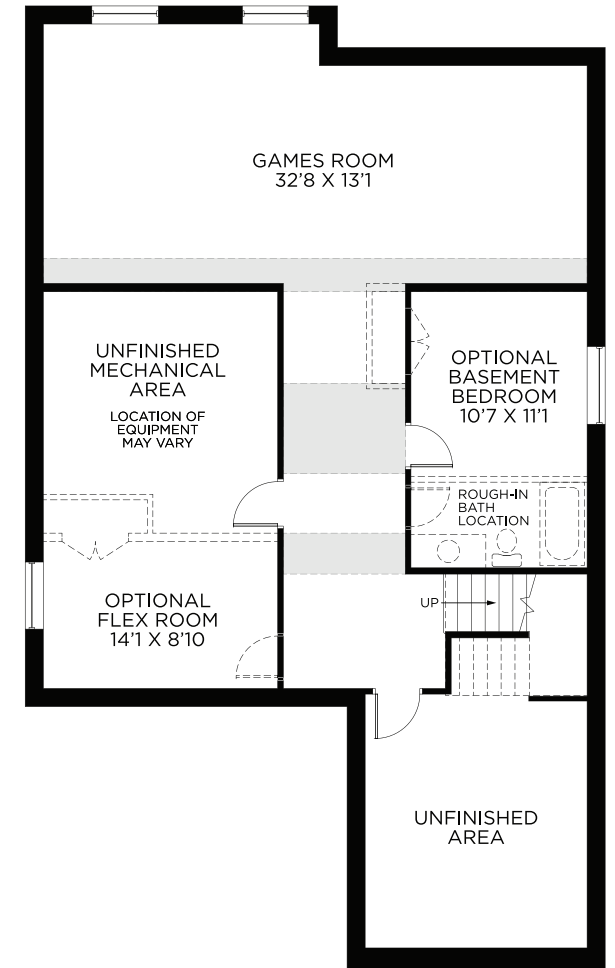 GAMES ROOM
32'8 X 13'1
UNFINISHED
MECHANICAL
AREA
LOCATION OF
EQUIPMENT
MAY VARY
OPTIONAL
BASEMENT
BEDROOM
10'7 X 11'1
ROUGH-IN
BATH
LOCATION
OPTIONAL
FLEX ROOM
14'1 X 8'10
UP
UNFINISHED
AREA